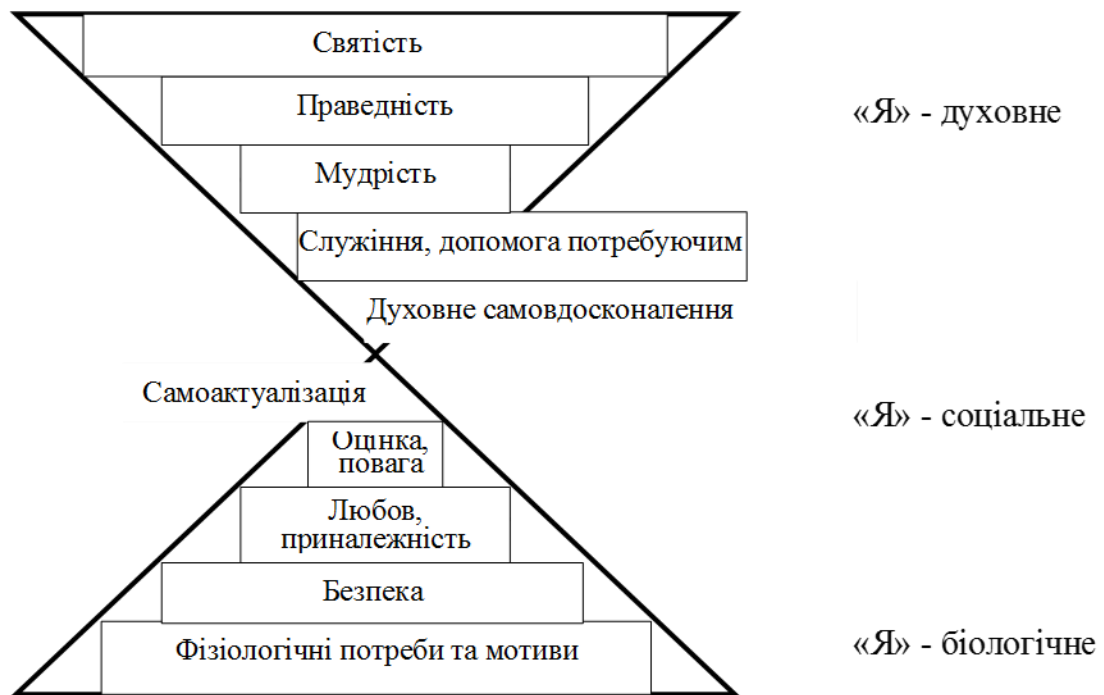 Святість
Праведність
«Я» - духовне
Мудрість
Служіння, допомога потребуючим
Духовне самовдосконалення
Самоактуалізація
«Я» - соціальне
Оцінка,
повага
Любов,
приналежність
Безпека
Фізіологічні потреби та мотиви
«Я» - біологічне